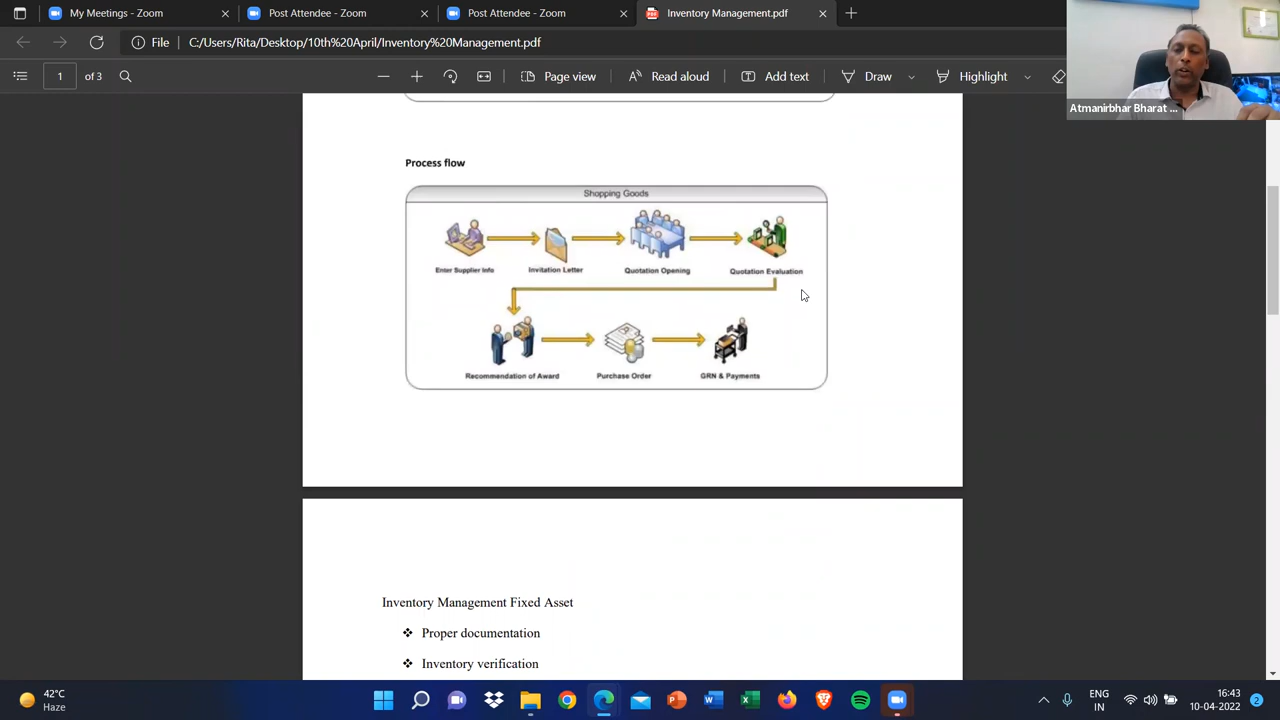 My Meetings - Zoom
Post Attendee - Zoom
Post Attendee - Zoom
Inventory Management.pdf
File
C:/Users/Rita/Desktop/10th%20April/Inventory%20Management.pdf
1 of 3
Page view
Read aloud
Add text
Draw
Highlight
Atmanirbhar Bharat ...
Process flow
Shopping Goods
Enter Supplier Info
Invitation Letter
Quotation Opening
Quotation Evaluation
Recommendation of Award
Purchase Order
GRN & Payments
Inventory Management Fixed Asset
❖ Proper documentation
❖ Inventory verification
42°C
Haze
ENG
IN
16:43
10-04-2022
2